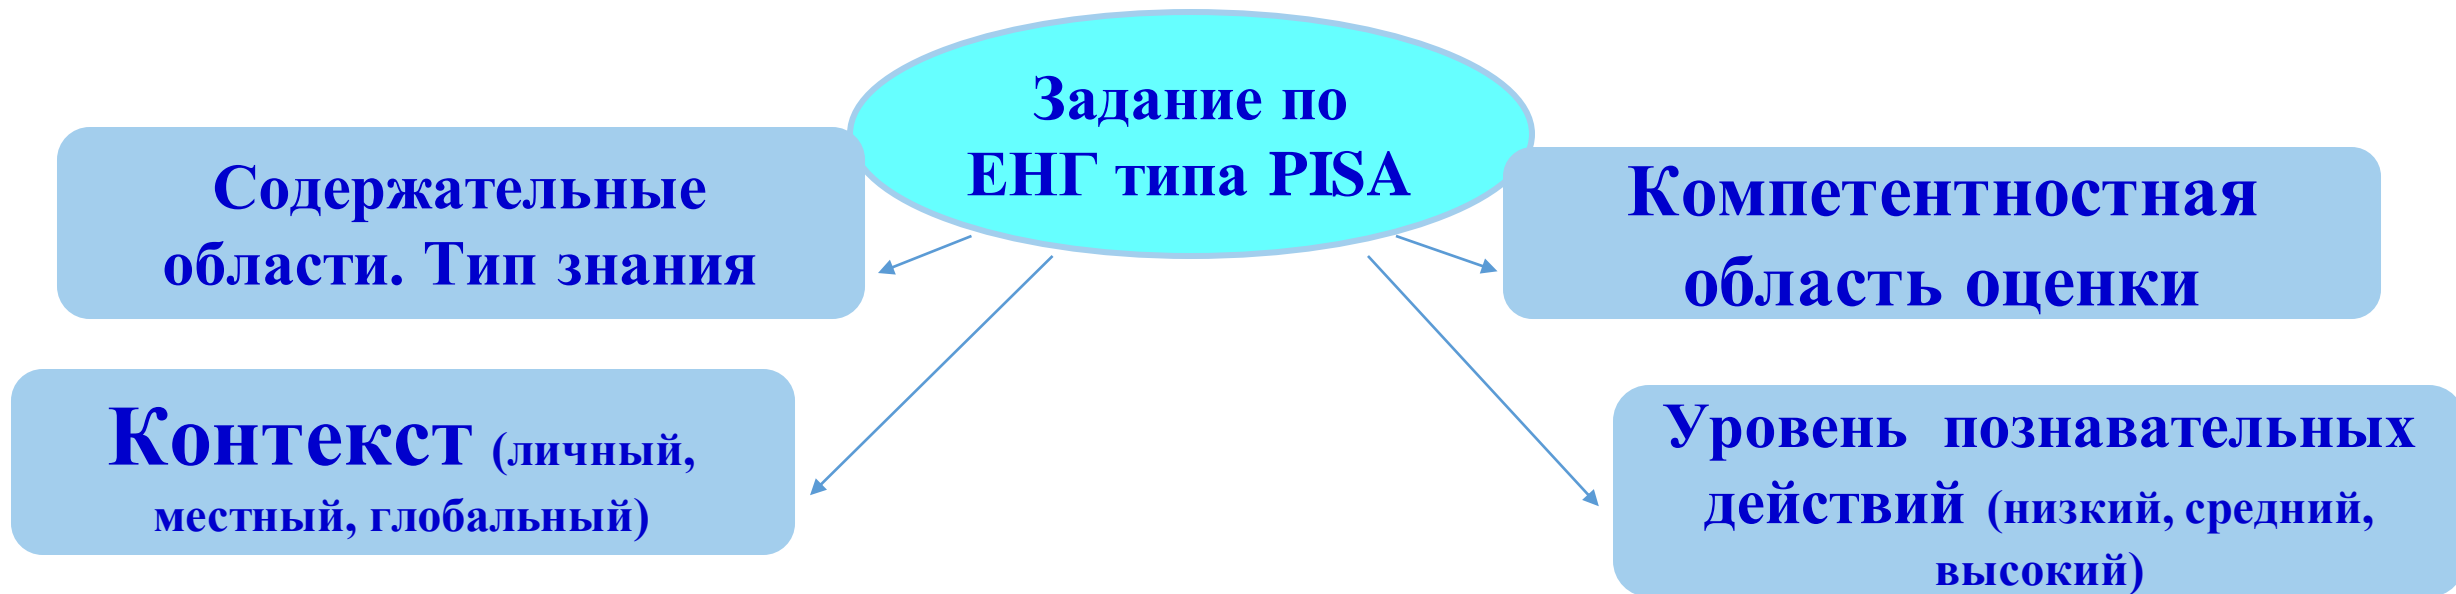 Задание по
ЕНГ типа PISA
Содержательные
области. Тип знания
Компетентностная
область оценки
Контекст (личный,
местный, глобальный)
Уровень познавательных
действий (низкий, средний,
высокий)